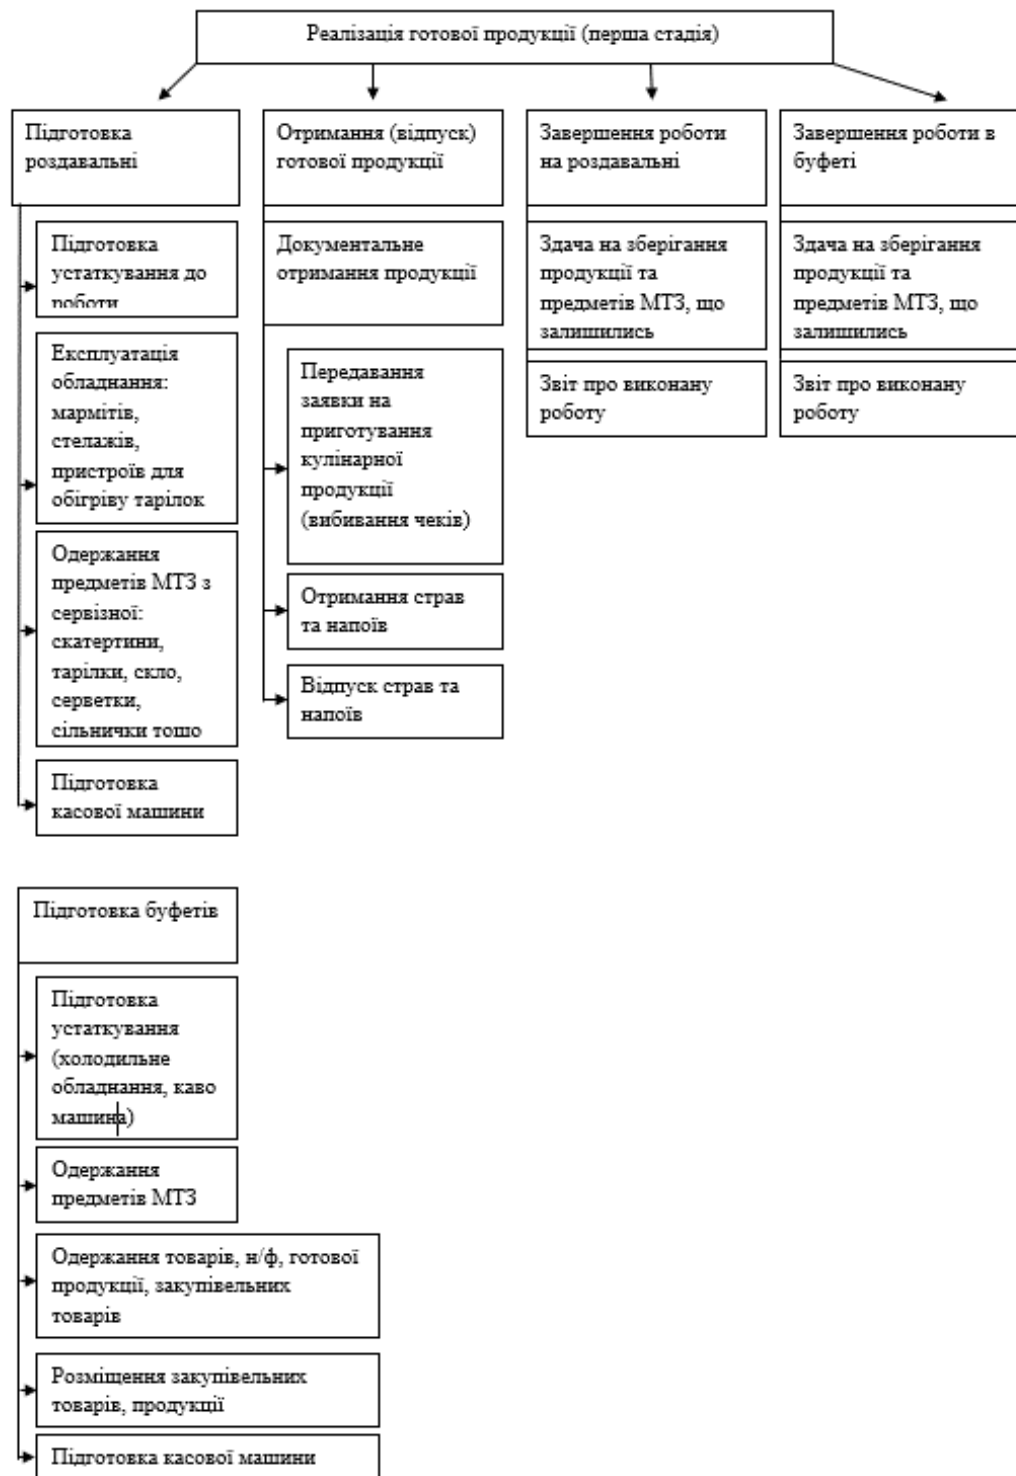 Реалізація готової продукції (перша стадія)
Підготовка
роздавальні
Підготовка
устаткування до
роботи
Експлуатація
обладнання:
мармітів,
стелажів,
пристроїв для
обігріву тарілок
Одержання
предметів МТЗ з
сервізної:
скатертини,
тарілки, скло,
серветки,
сільнички тощо
Підготовка
касової машини
Отримання (відпуск)
готової продукції
Документальне
отримання продукції
Передавання
заявки на
приготування
кулінарної
продукції
(вибивання чеків)
Отримання страв
та напоїв
Відпуск страв та
напоїв
Завершення роботи
на роздавальні
Здача на зберігання
продукції та
предметів МТЗ, що
залишились
Звіт про виконану
роботу
Завершення роботи в
буфеті
Здача на зберігання
продукції та
предметів МТЗ, що
залишились
Звіт про виконану
роботу
Підготовка буфетів
Підготовка
устаткування
(холодильне
обладнання, каво
машина)
Одержання
предметів МТЗ
Одержання товарів, н/ф, готової
продукції, закупівельних
товарів
Розміщення закупівельних
товарів, продукції
Підготовка касової машини